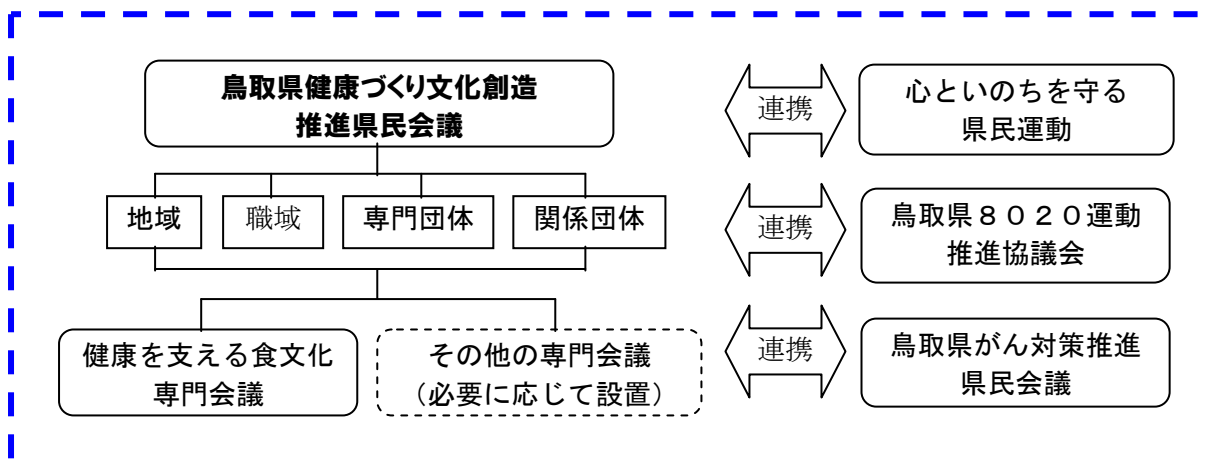 鳥取県健康づくり文化創造
推進県民会議
地域
職域
専門団体
関係団体
健康を支える食文化
専門会議
その他の専門会議
（必要に応じて設置）
連携
心といのちを守る
県民運動
連携
鳥取県８０２０運動
推進協議会
連携
鳥取県がん対策推進
県民会議